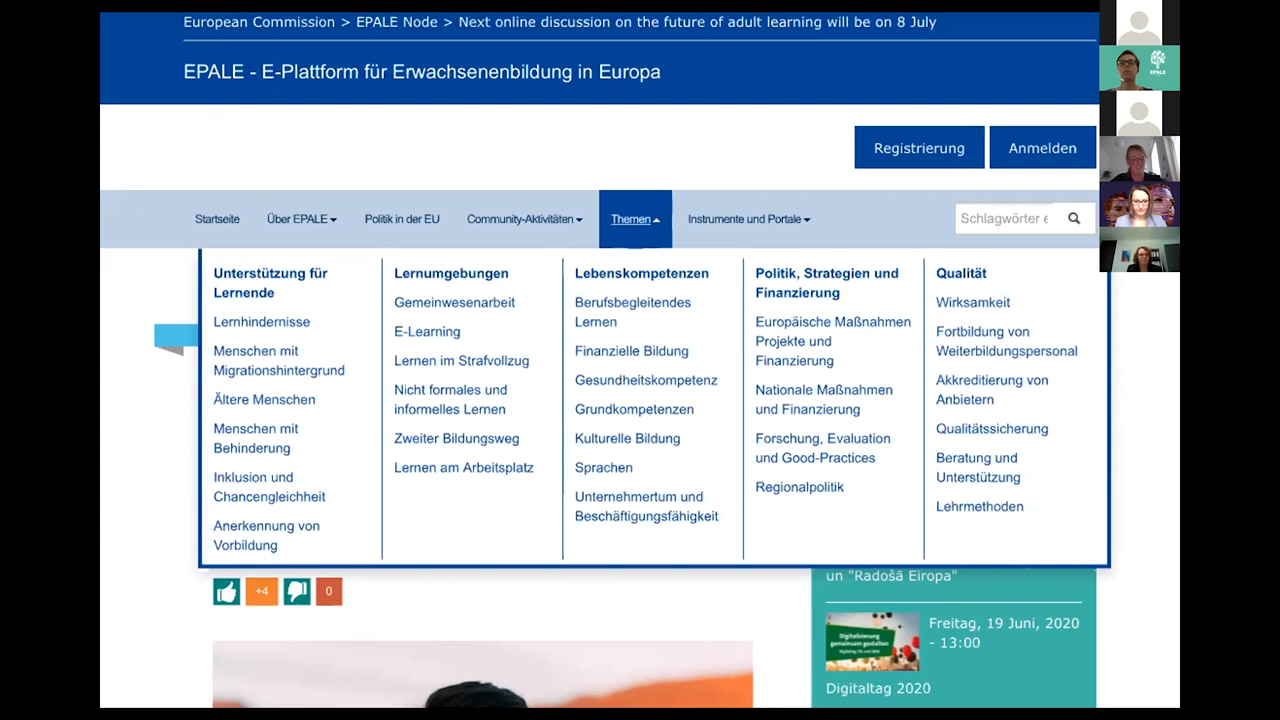 European Commission > EPALE Node > Next online discussion on the future of adult learning will be on 8 July
EPALE - E-Plattform für Erwachsenenbildung in Europa
EPALE
Registrierung
Anmelden
Startseite
Über EPALE
Politik in der EU
Community-Aktivitäten
Themen
Instrumente und Portale
Schlagwörter e
Unterstützung für
Lernende
Lernhindernisse
Menschen mit
Migrationshintergrund
Ältere Menschen
Menschen mit
Behinderung
Inklusion und
Chancengleichheit
Anerkennung von
Vorbildung
Lernumgebungen
Gemeinwesenarbeit
E-Learning
Lernen im Strafvollzug
Nicht formales und
informelles Lernen
Zweiter Bildungsweg
Lernen am Arbeitsplatz
Lebenskompetenzen
Berufsbegleitendes
Lernen
Finanzielle Bildung
Gesundheitskompetenz
Grundkompetenzen
Kulturelle Bildung
Sprachen
Unternehmertum und
Beschäftigungsfähigkeit
Politik, Strategien und
Finanzierung
Europäische Maßnahmen
Projekte und
Finanzierung
Nationale Maßnahmen
und Finanzierung
Forschung, Evaluation
und Good-Practices
Regionalpolitik
Qualität
Wirksamkeit
Fortbildung von
Weiterbildungspersonal
Akkreditierung von
Anbietern
Qualitätssicherung
Beratung und
Unterstützung
Lehrmethoden
+4
0
un "Radošā Eiropa"
Digitalisierung
gemeinsam gestalten
Freitag, 19 Juni, 2020
- 13:00
Digitaltag 2020